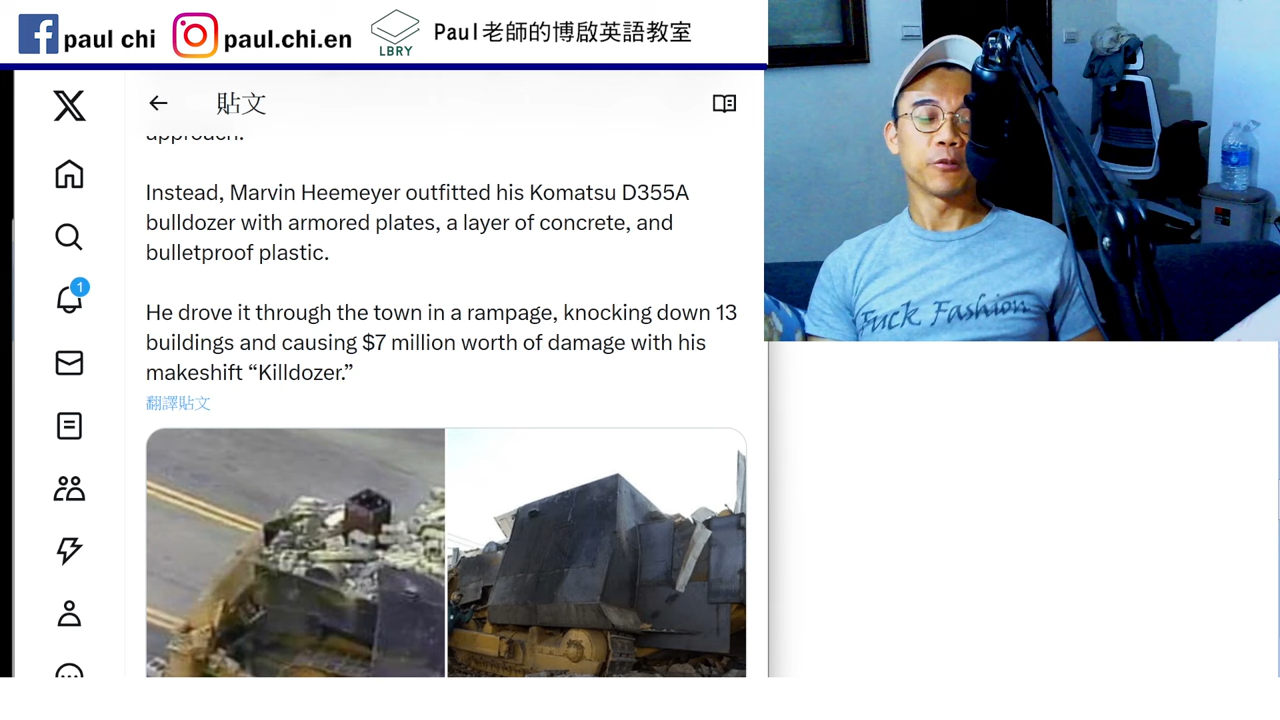 paul chi
paul.chi.en
LBRY
Paul老師的博啟英語教室
貼文
approach.
Instead, Marvin Heemeyer outfitted his Komatsu D355A
bulldozer with armored plates, a layer of concrete, and
bulletproof plastic.
He drove it through the town in a rampage, knocking down 13
buildings and causing $7 million worth of damage with his
makeshift “Killdozer.”
翻譯貼文
1
Fuck Fashion